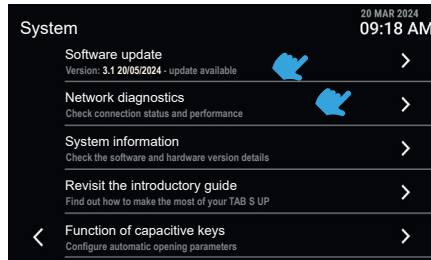 20 MAR 2024
System 09:18 AM
Software update
Version: 3.1 20/05/2024 - update available
Network diagnostics
Check connection status and performance
System information
Check the software and hardware version details
Revisit the introductory guide
Find out how to make the most of your TAB S UP
Function of capacitive keys
Configure automatic opening parameters